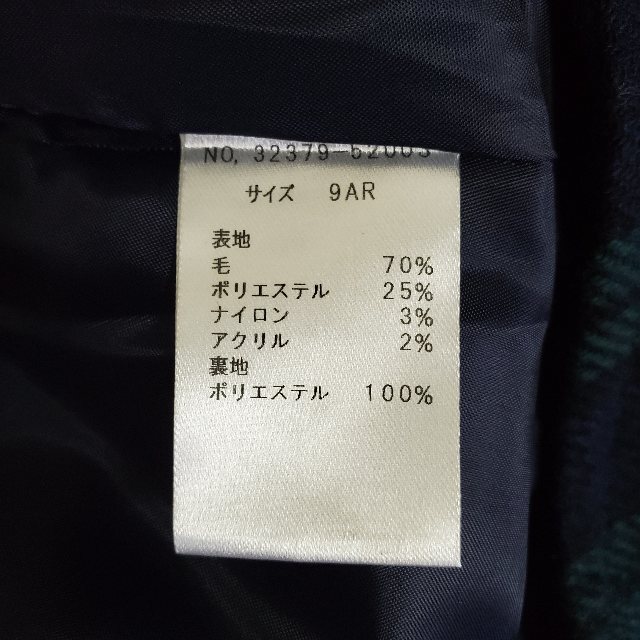 NO, 32379-52003
サイズ 9AR
表地
毛 70%
ポリエステル 25%
ナイロン 3%
アクリル 2%
裏地
ポリエステル 100%